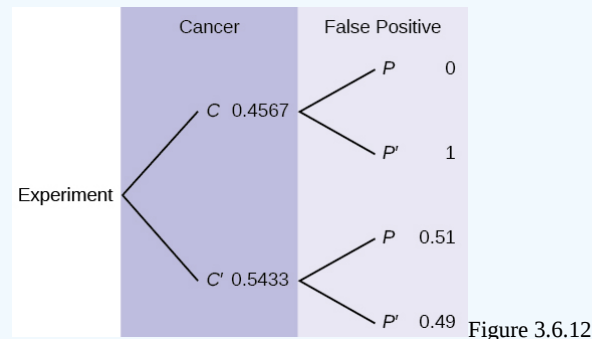 Cancer False Positive
P 0
C 0.4567
P' 1
Experiment
P 0.51
C' 0.5433
P' 0.49
Figure 3.6.12